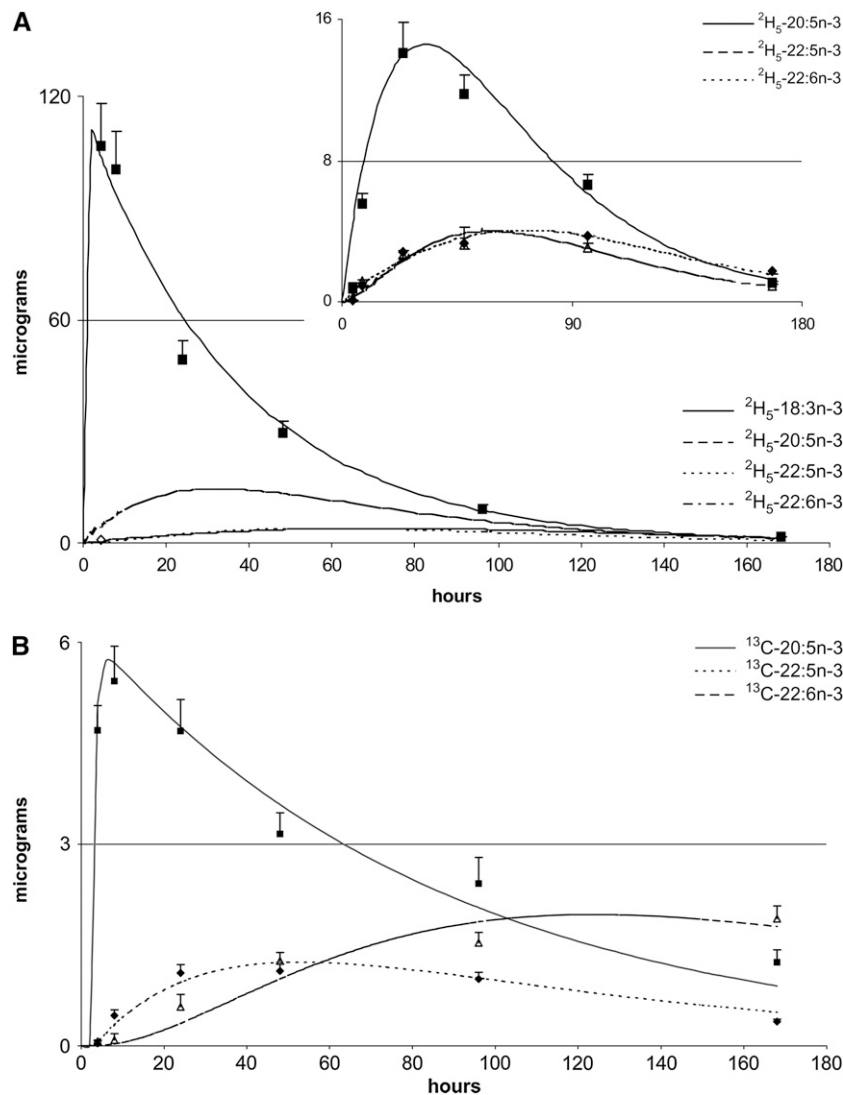 A
micrograms
120
60
0
0
20
40
60
80
100
120
140
160
180
hours
²H₅-18:3n-3
²H₅-20:5n-3
²H₅-22:5n-3
²H₅-22:6n-3
16
8
0
0
90
180
²H₅-20:5n-3
²H₅-22:5n-3
²H₅-22:6n-3
B
micrograms
6
3
0
0
20
40
60
80
100
120
140
160
180
hours
¹³C-20:5n-3
¹³C-22:5n-3
¹³C-22:6n-3